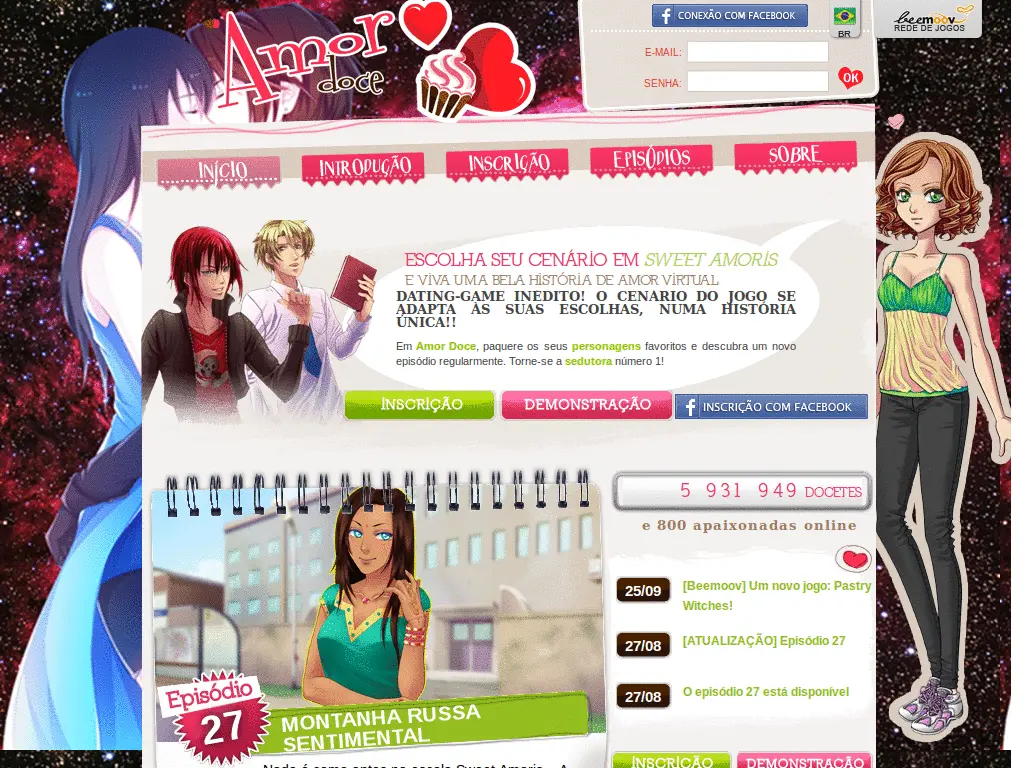 Amor doce
CONEXÃO COM FACEBOOK
BR
beemoov
REDE DE JOGOS
E-MAIL:
SENHA:
OK
INÍCIO
INTRODUÇÃO
INSCRIÇÃO
EPISÓDIOS
SOBRE
ESCOLHA SEU CENÁRIO EM SWEET AMORIS
E VIVA UMA BELA HISTÓRIA DE AMOR VIRTUAL
DATING-GAME INEDITO! O CENARIO DO JOGO SE
ADAPTA ÀS SUAS ESCOLHAS, NUMA HISTÓRIA
ÚNICA!!
Em Amor Doce, paquere os seus personagens favoritos e descubra um novo
episódio regularmente. Torne-se a sedutora número 1!
INSCRIÇÃO
DEMONSTRAÇÃO
INSCRIÇÃO COM FACEBOOK
5 931 949 DOCETES
e 800 apaixonadas online
25/09
[Beemoov] Um novo jogo: Pastry
Witches!
27/08
[ATUALIZAÇÃO] Episódio 27
27/08
O episódio 27 está disponível
Episódio
27
MONTANHA RUSSA
SENTIMENTAL
INSCRIÇÃO
DEMONSTRAÇÃO